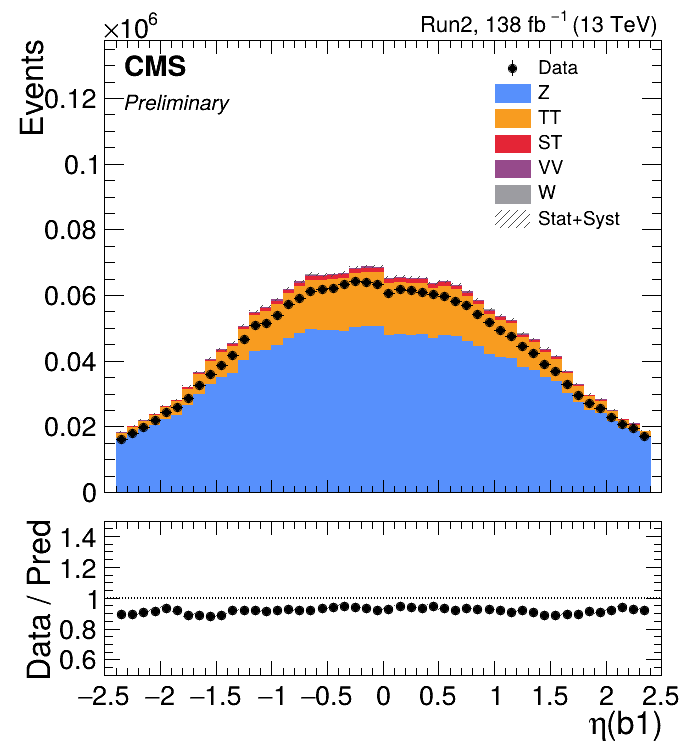 ×10⁶
Run2, 138 fb⁻¹ (13 TeV)
Events
CMS
Preliminary
Data
Z
TT
ST
VV
W
Stat+Syst
0.12
0.1
0.08
0.06
0.04
0.02
0
Data / Pred
1.4
1.2
1
0.8
0.6
−2.5 −2 −1.5 −1 −0.5 0 0.5 1 1.5 2 2.5
η(b1)